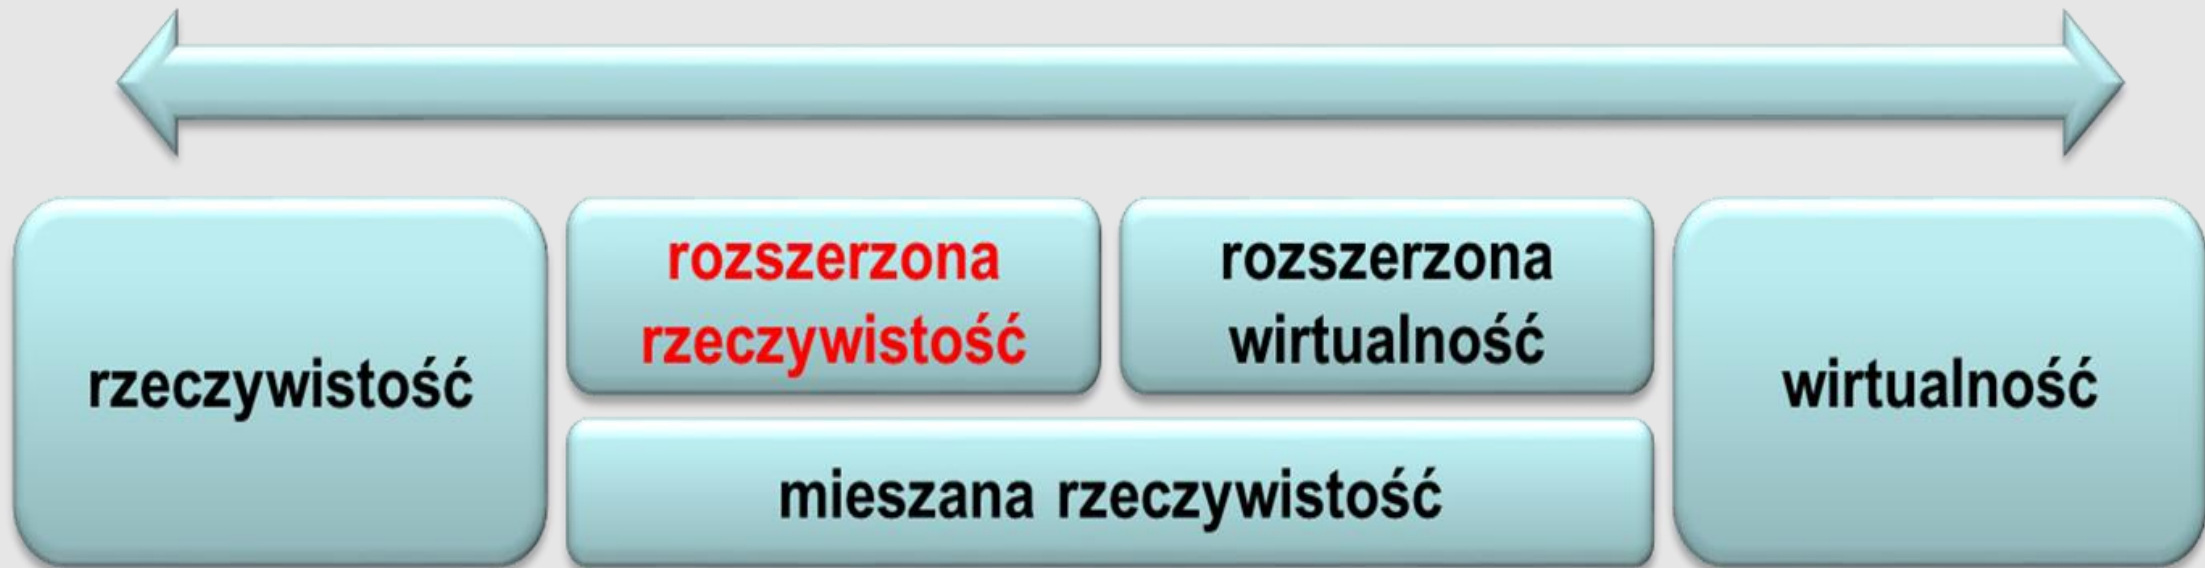 rzeczywistość
rozszerzona
rzeczywistość
rozszerzona
wirtualność
mieszana rzeczywistość
wirtualność